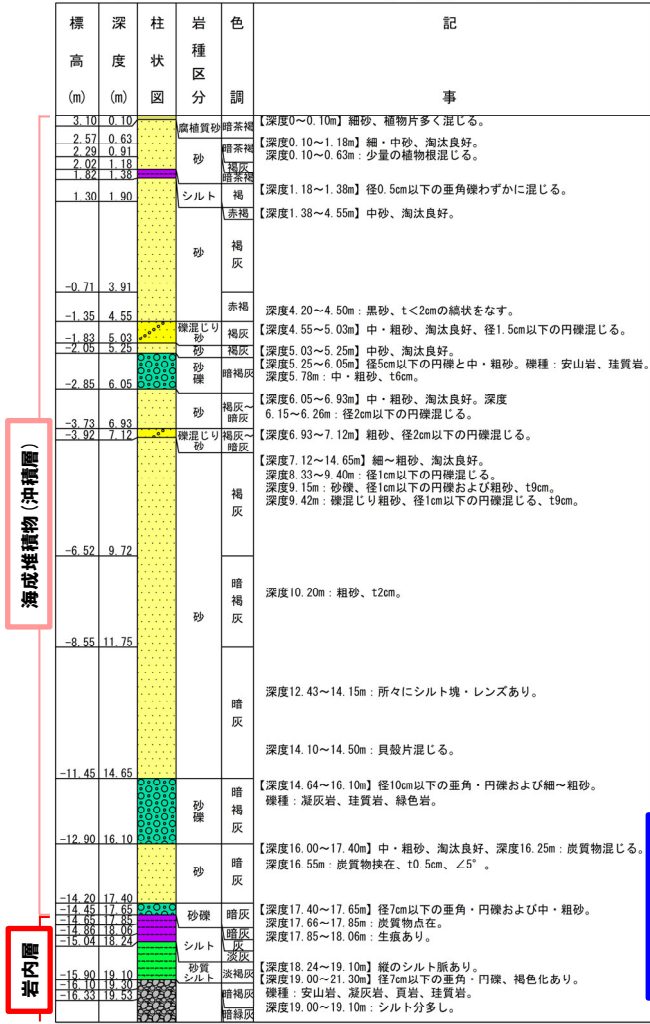 標高(m) 深度(m) 柱状図 岩種区分 色調 記事
3.10 0.10
2.57 0.63
2.29 0.91
2.02 1.18
1.82 1.38
1.30 1.90
-0.71 3.91
-1.35 4.55
-1.83 5.03
-2.05 5.25
-2.85 6.05
-3.73 6.93
-3.92 7.12
-6.52 9.72
-8.55 11.75
-11.45 14.65
-12.90 16.10
-14.20 17.40
-14.45 17.65
-14.65 17.85
-14.86 18.06
-15.04 18.24
-15.90 19.10
-16.10 19.30
-16.33 19.53
腐植質砂
砂
シルト
砂
礫混じり砂
砂
砂礫
砂
礫混じり砂
砂
砂礫
砂
砂礫
シルト
砂質シルト
暗茶褐
暗茶褐
褐灰
暗茶褐
褐
赤褐
褐灰
赤褐
褐灰
褐灰
暗褐灰
褐灰～暗灰
褐灰～暗灰
褐灰
暗褐灰
暗灰
暗褐灰
暗灰
暗灰
暗灰
灰
淡灰
淡褐灰
暗褐灰
暗緑灰
【深度0～0.10m】細砂、植物片多く混じる。
【深度0.10～1.18m】細・中砂、淘汰良好。
深度0.10～0.63m：少量の植物根混じる。
【深度1.18～1.38m】径0.5cm以下の亜角礫わずかに混じる。
【深度1.38～4.55m】中砂、淘汰良好。
深度4.20～4.50m：黒砂、t<2cmの縞状をなす。
【深度4.55～5.03m】中・粗砂、淘汰良好、径1.5cm以下の円礫混じる。
【深度5.03～5.25m】中砂、淘汰良好。
【深度5.25～6.05m】径5cm以下の円礫と中・粗砂。礫種：安山岩、珪質岩。
深度5.78m：中・粗砂、t6cm。
【深度6.05～6.93m】中・粗砂、淘汰良好。深度
6.15～6.26m：径2cm以下の円礫混じる。
【深度6.93～7.12m】粗砂、径2cm以下の円礫混じる。
【深度7.12～14.65m】細～粗砂、淘汰良好。
深度8.33～9.40m：径1cm以下の円礫混じる。
深度9.15m：砂礫、径1cm以下の円礫および粗砂、t9cm。
深度9.42m：礫混じり粗砂、径1cm以下の円礫混じる、t9cm。
深度10.20m：粗砂、t2cm。
深度12.43～14.15m：所々にシルト塊・レンズあり。
深度14.10～14.50m：貝殻片混じる。
【深度14.64～16.10m】径10cm以下の亜角・円礫および細～粗砂。
礫種：凝灰岩、珪質岩、緑色岩。
【深度16.00～17.40m】中・粗砂、淘汰良好、深度16.25m：炭質物混じる。
深度16.55m：炭質物挟在、t0.5cm、∠5°。
【深度17.40～17.65m】径7cm以下の亜角・円礫および中・粗砂。
深度17.66～17.85m：炭質物点在。
深度17.85～18.06m：生痕あり。
【深度18.24～19.10m】縦のシルト脈あり。
【深度19.00～21.30m】径7cm以下の亜角・円礫、褐色化あり。
礫種：安山岩、凝灰岩、頁岩、珪質岩。
深度19.00～19.10m：シルト分多し。
海成堆積物(沖積層)
岩内層